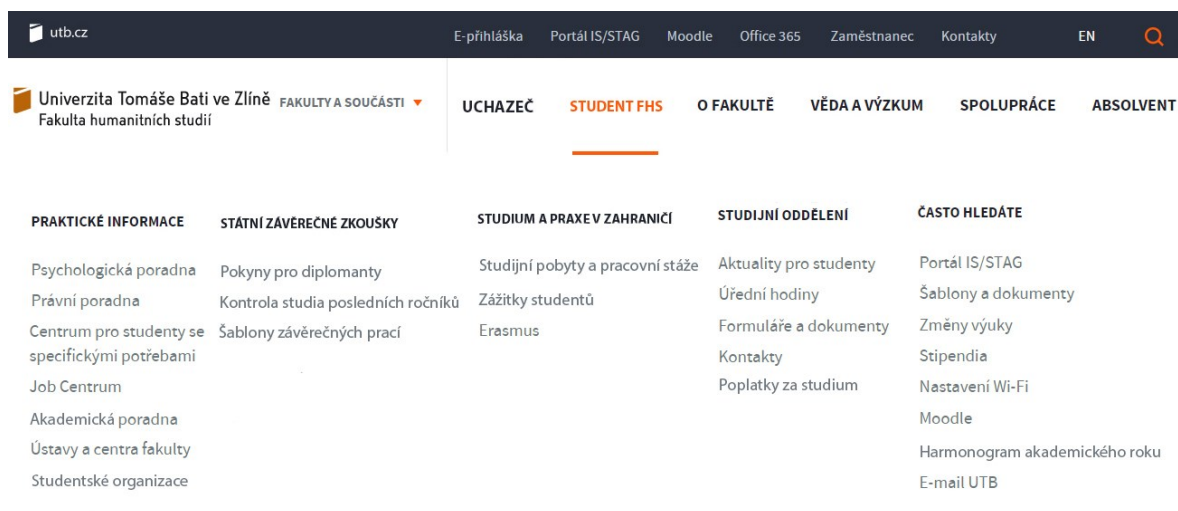 utb.cz
E-přihláška Portál IS/STAG Moodle Office 365 Zaměstnanec Kontakty EN
Univerzita Tomáše Bati ve Zlíně
Fakulta humanitních studií
FAKULTY A SOUČÁSTI
UCHAZEČ STUDENT FHS O FAKULTĚ VĚDA A VÝZKUM SPOLUPRÁCE ABSOLVENT
PRAKTICKÉ INFORMACE
Psychologická poradna
Právní poradna
Centrum pro studenty se
specifickými potřebami
Job Centrum
Akademická poradna
Ústavy a centra fakulty
Studentské organizace
STÁTNÍ ZÁVĚREČNÉ ZKOUŠKY
Pokyny pro diplomanty
Kontrola studia posledních ročníků
Šablony závěrečných prací
STUDIUM A PRAXE V ZAHRANIČÍ
Studijní pobyty a pracovní stáže
Zážitky studentů
Erasmus
STUDIJNÍ ODDĚLENÍ
Aktuality pro studenty
Úřední hodiny
Formuláře a dokumenty
Kontakty
Poplatky za studium
ČASTO HLEDÁTE
Portál IS/STAG
Šablony a dokumenty
Změny výuky
Stipendia
Nastavení Wi-Fi
Moodle
Harmonogram akademického roku
E-mail UTB